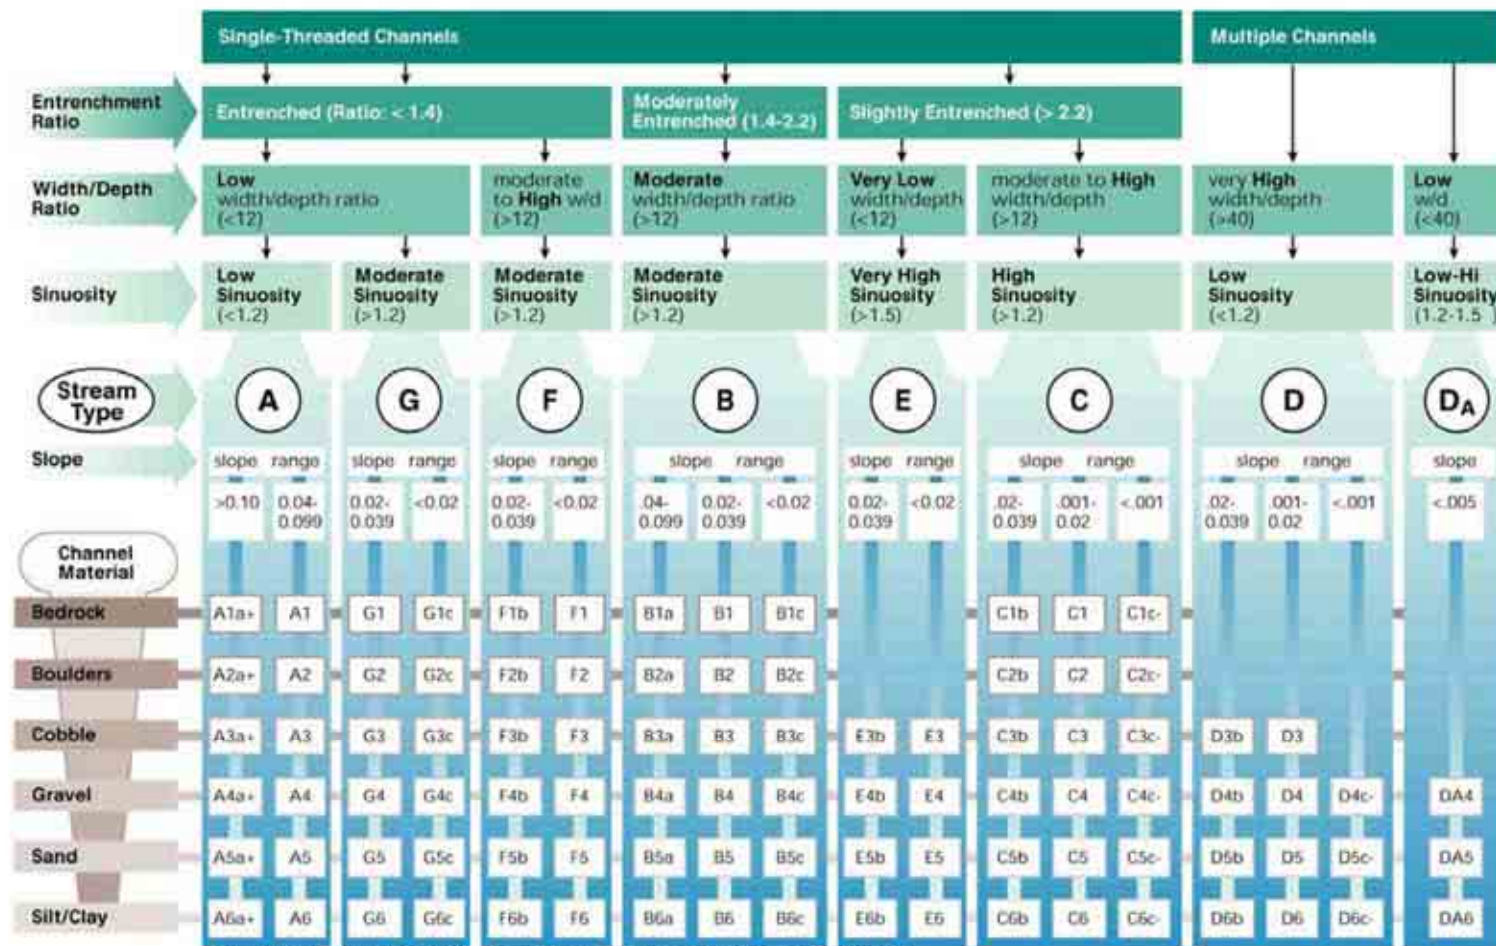 Single-Threaded Channels
Multiple Channels
Entrenchment
Ratio
Entrenched (Ratio: < 1.4)
Moderately
Entrenched (1.4-2.2)
Slightly Entrenched (> 2.2)
Width/Depth
Ratio
Low
width/depth ratio
(<12)
moderate
to High w/d
(>12)
Moderate
width/depth ratio
(>12)
Very Low
width/depth
(<12)
moderate to High
width/depth
(>12)
very High
width/depth
(>40)
Low
w/d
(<40)
Sinuosity
Low
Sinuosity
(<1.2)
Moderate
Sinuosity
(>1.2)
Moderate
Sinuosity
(>1.2)
Moderate
Sinuosity
(>1.2)
Very High
Sinuosity
(>1.5)
High
Sinuosity
(>1.2)
Low
Sinuosity
(<1.2)
Low-Hi
Sinuosity
(1.2-1.5 )
Stream
Type
A G F B E C D DA
Slope
slope range slope range slope range slope range slope range slope range slope range slope
>0.10 0.04-0.099 0.02-0.039 <0.02 0.02-0.039 <0.02 .04-0.099 0.02-0.039 <0.02 0.02-0.039 <0.02 .02-0.039 .001-0.02 <.001 .02-0.039 .001-0.02 <.001 <.005
Channel
Material
Bedrock A1a+ A1 G1 G1c F1b F1 B1a B1 B1c C1b C1 C1c-
Boulders A2a+ A2 G2 G2c F2b F2 B2a B2 B2c C2b C2 C2c-
Cobble A3a+ A3 G3 G3c F3b F3 B3a B3 B3c E3b E3 C3b C3 C3c- D3b D3
Gravel A4a+ A4 G4 G4c F4b F4 B4a B4 B4c E4b E4 C4b C4 C4c- D4b D4 D4c- DA4
Sand A5a+ A5 G5 G5c F5b F5 B5a B5 B5c E5b E5 C5b C5 C5c- D5b D5 D5c- DA5
Silt/Clay A6a+ A6 G6 G6c F6b F6 B6a B6 B6c E6b E6 C6b C6 C6c- D6b D6 D6c- DA6